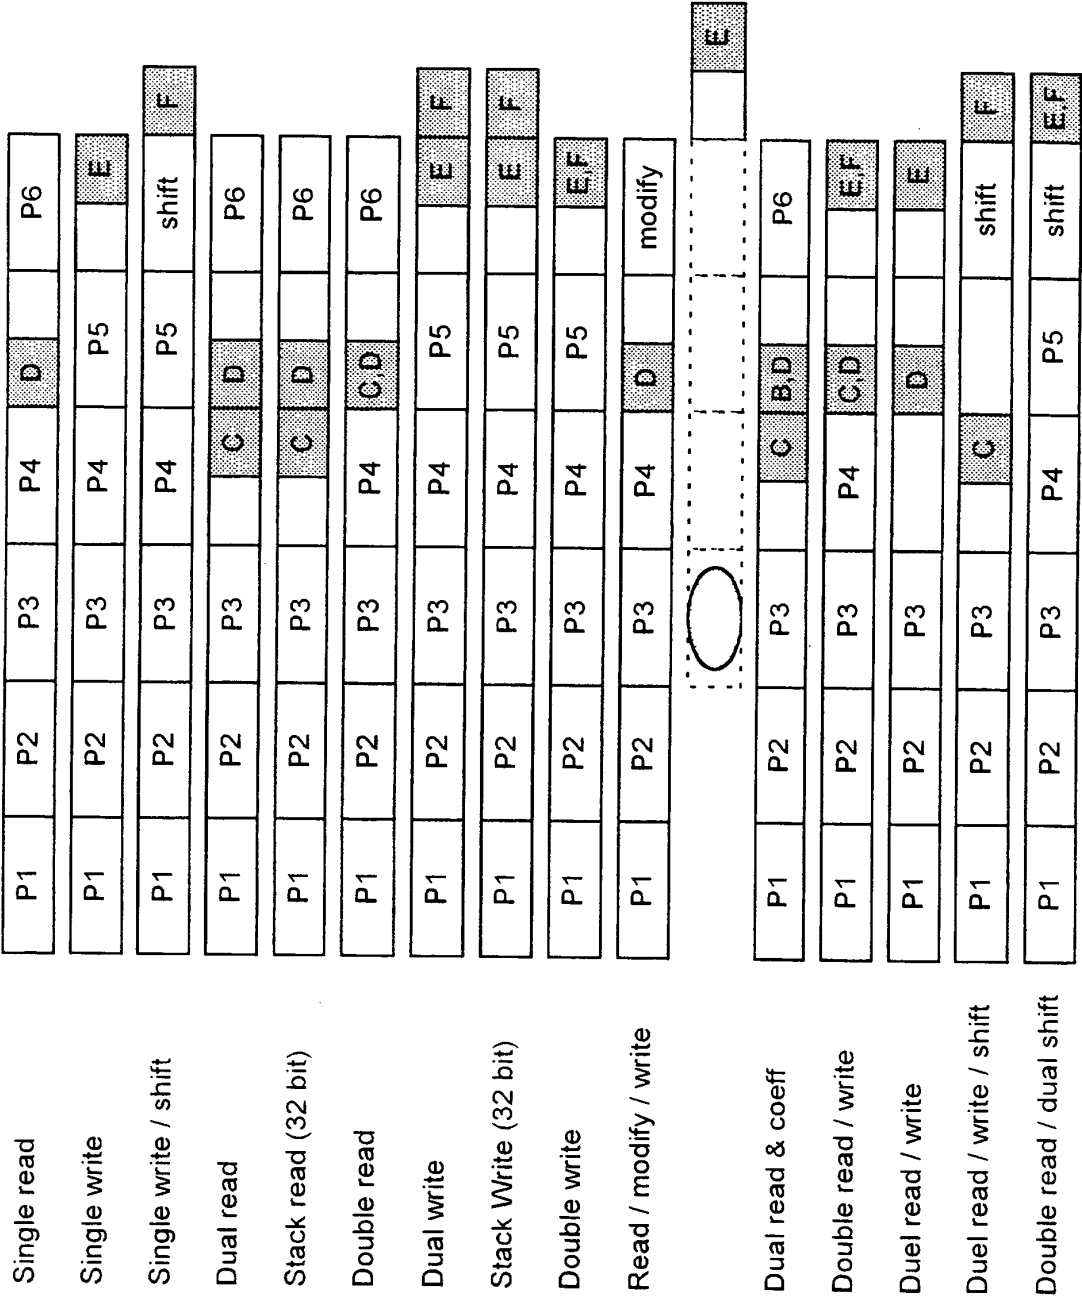 Single read P1 P2 P3 P4 D P6
Single write P1 P2 P3 P4 P5 E
Single write / shift P1 P2 P3 P4 P5 shift F
Dual read P1 P2 P3 C D P6
Stack read (32 bit) P1 P2 P3 C D P6
Double read P1 P2 P3 P4 C,D P6
Dual write P1 P2 P3 P4 P5 E F
Stack Write (32 bit) P1 P2 P3 P4 P5 E F
Double write P1 P2 P3 P4 P5 E,F
Read / modify / write P1 P2 P3 P4 D modify
E
Dual read & coeff P1 P2 P3 C B,D P6
Double read / write P1 P2 P3 P4 C,D E,F
Duel read / write P1 P2 P3 D E
Duel read / write / shift P1 P2 P3 C shift F
Double read / dual shift P1 P2 P3 P4 P5 shift E,F